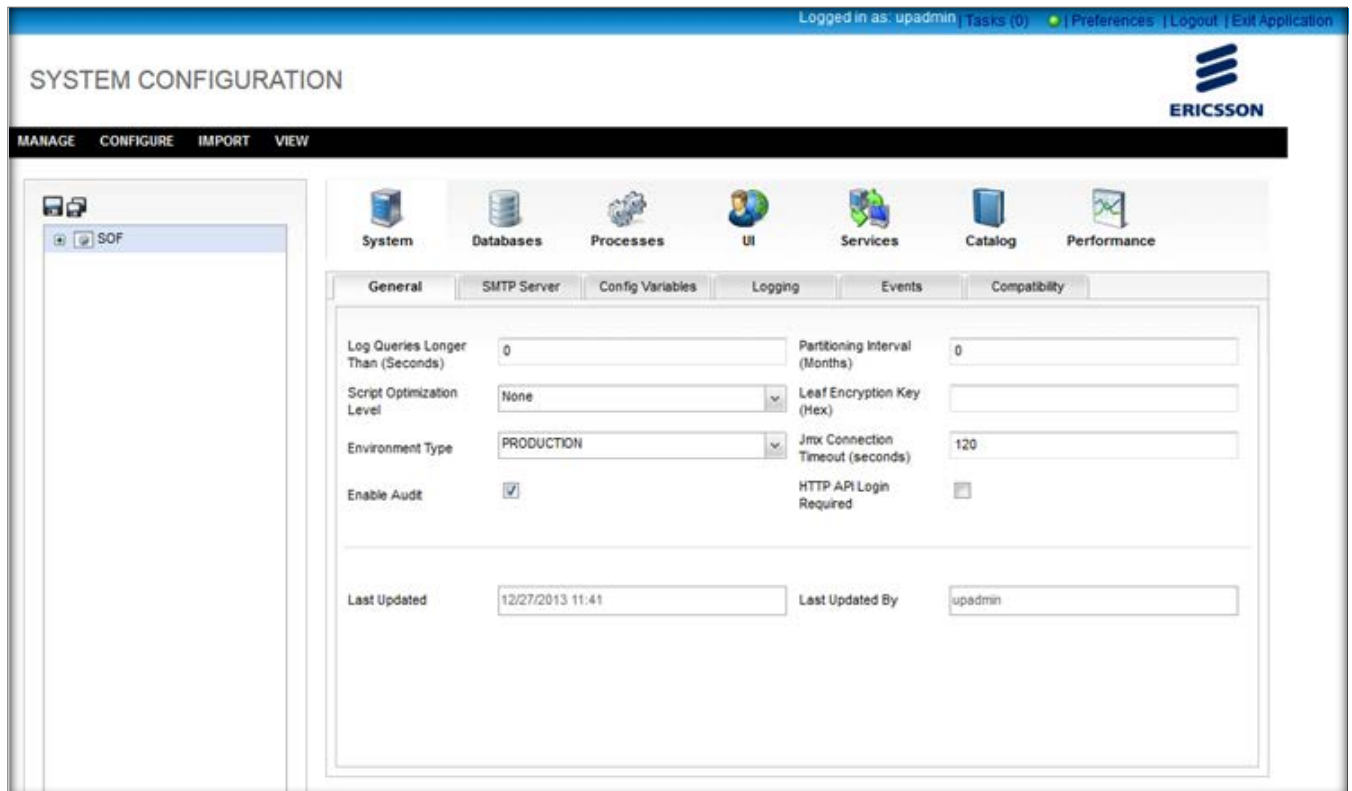 Logged in as: upadmin | Tasks (0) | Preferences | Logout | Exit Application
SYSTEM CONFIGURATION
ERICSSON
MANAGE CONFIGURE IMPORT VIEW
SOF
System Databases Processes UI Services Catalog Performance
General SMTP Server Config Variables Logging Events Compatibility
Log Queries Longer
Than (Seconds)
0
Partitioning Interval
(Months)
0
Script Optimization
Level
None
Leaf Encryption Key
(Hex)
Environment Type
PRODUCTION
Jmx Connection
Timeout (seconds)
120
Enable Audit
HTTP API Login
Required
Last Updated
12/27/2013 11:41
Last Updated By
upadmin